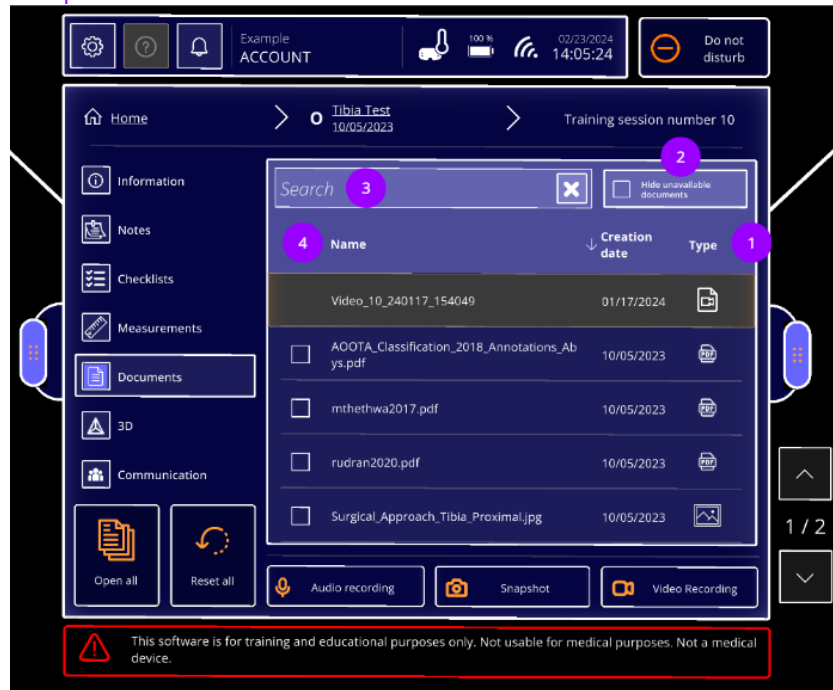 Example
ACCOUNT
100 %
02/23/2024
14:05:24
Do not
disturb
Home
Tibia Test
10/05/2023
Training session number 10
2
Information
Notes
Checklists
Measurements
Documents
3D
Communication
Search
3
Hide unavailable
documents
4
Name
Creation
date
Type
1
Video_10_240117_154049
01/17/2024
AOOTA_Classification_2018_Annotations_Ab
ys.pdf
10/05/2023
PDF
mthethwa2017.pdf
10/05/2023
PDF
rudran2020.pdf
10/05/2023
PDF
Surgical_Approach_Tibia_Proximal.jpg
10/05/2023
1 / 2
Open all
Reset all
Audio recording
Snapshot
Video Recording
This software is for training and educational purposes only. Not usable for medical purposes. Not a medical
device.